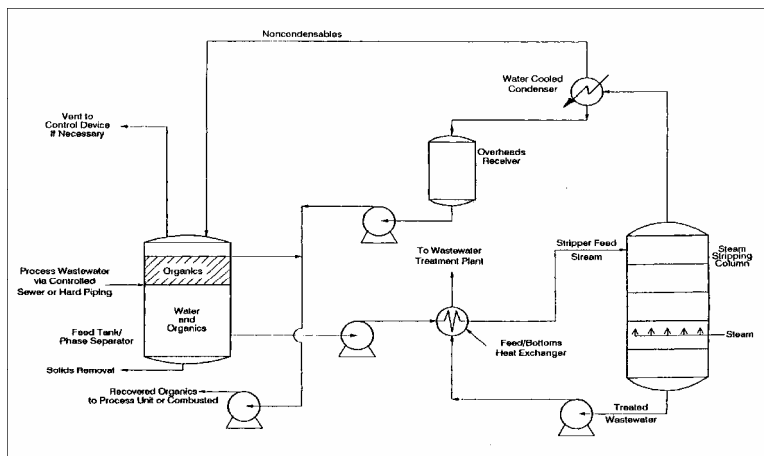 Noncondensables
Water Cooled
Condenser
Vent to
Control Device
If Necessary
Overheads
Receiver
To Wastewater
Treatment Plant
Stripper Feed
Stream
Steam
Stripping
Column
Organics
Process Wastewater
via Controlled
Sewer or Hard Piping
Water
and
Organics
Feed Tank/
Phase Separator
Steam
Feed/Bottoms
Heat Exchanger
Solids Removal
Recovered Organics
to Process Unit or Combusted
Treated
Wastewater